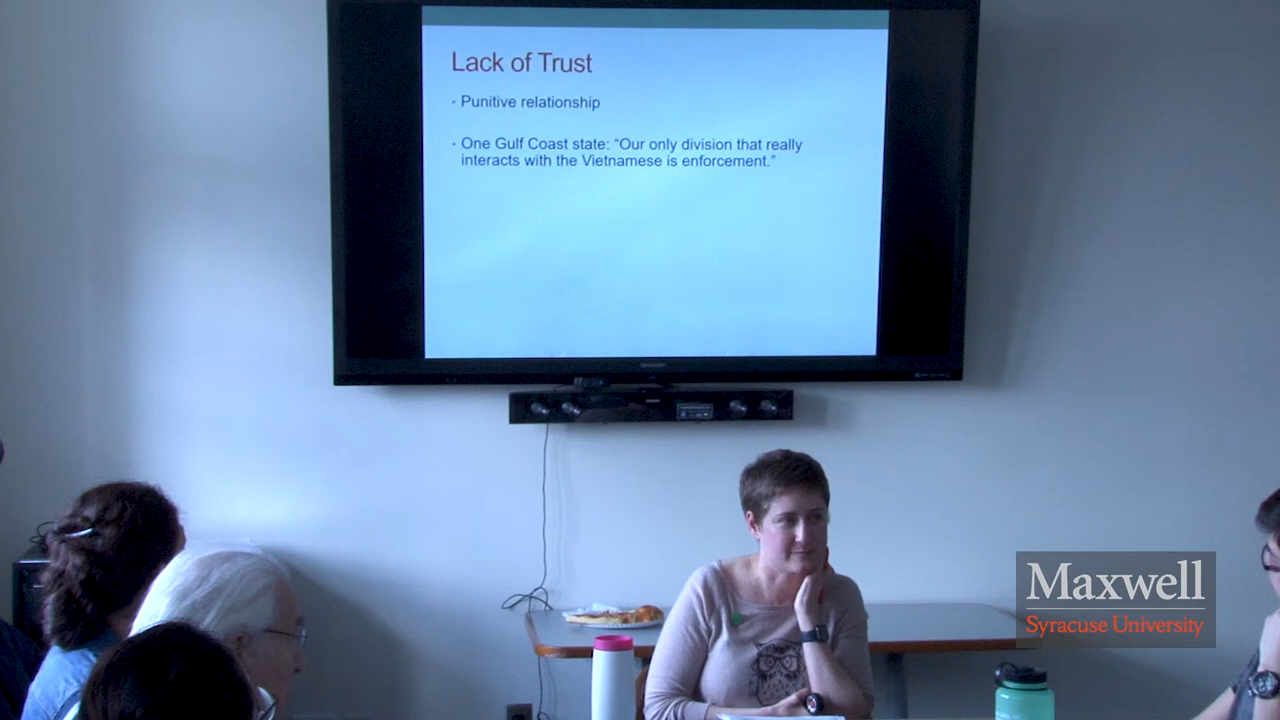 Lack of Trust
• Punitive relationship
• One Gulf Coast state: “Our only division that really
interacts with the Vietnamese is enforcement.”
SHARP
Maxwell
Syracuse University